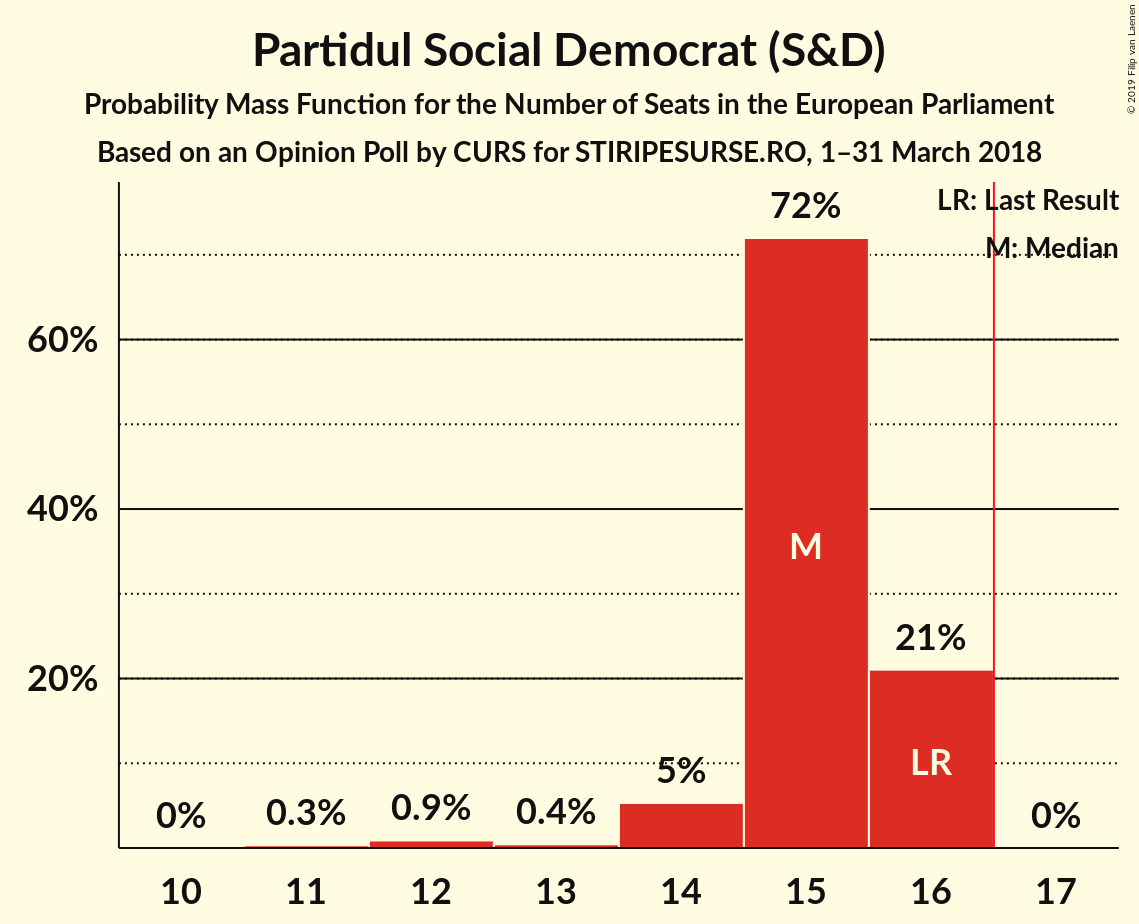 Partidul Social Democrat (S&D)
Probability Mass Function for the Number of Seats in the European Parliament
Based on an Opinion Poll by CURS for STIRIPESURSE.RO, 1–31 March 2018
© 2019 Filip van Laenen
LR: Last Result
M: Median
72%
60%
40%
M
21%
20%
LR
5%
0%
0.3%
0.9%
0.4%
0%
10 11 12 13 14 15 16 17